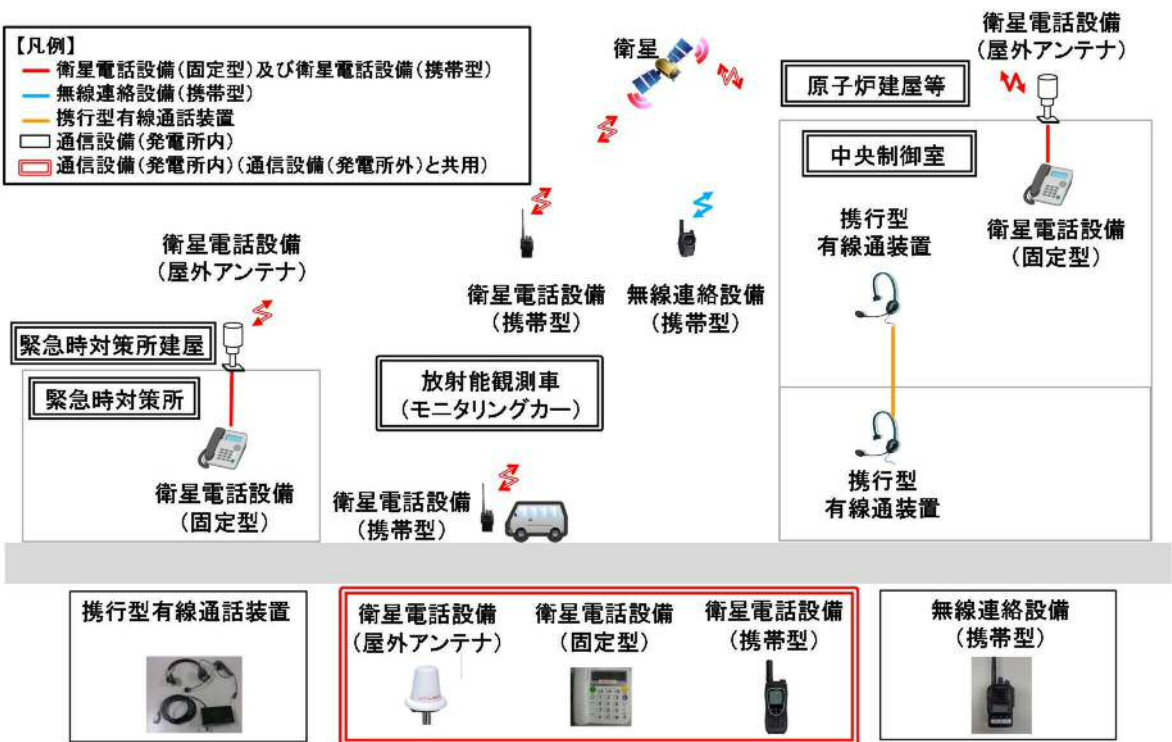 【凡例】
衛星電話設備(固定型)及び衛星電話設備(携帯型)
無線連絡設備(携帯型)
携行型有線通話装置
通信設備(発電所内)
通信設備(発電所内)(通信設備(発電所外)と共用)
衛星
衛星電話設備
(屋外アンテナ)
原子炉建屋等
中央制御室
携行型
有線通装置
衛星電話設備
(固定型)
衛星電話設備
(屋外アンテナ)
衛星電話設備
(携帯型)
無線連絡設備
(携帯型)
緊急時対策所建屋
緊急時対策所
放射能観測車
(モニタリングカー)
携行型
有線通装置
衛星電話設備
(固定型)
衛星電話設備
(携帯型)
携行型有線通話装置
衛星電話設備
(屋外アンテナ)
衛星電話設備
(固定型)
衛星電話設備
(携帯型)
無線連絡設備
(携帯型)